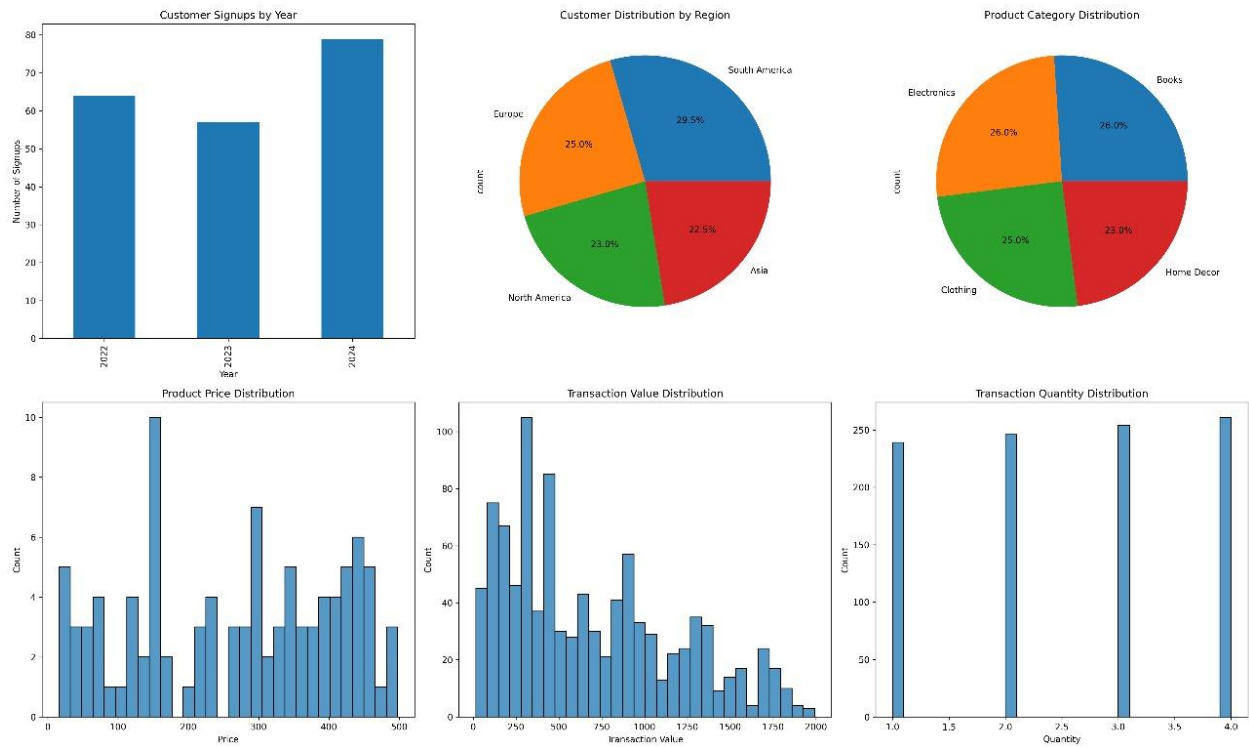 Customer Signups by Year
80
70
60
50
40
30
20
10
0
Number of Signups
2022
2023
2024
Year
Customer Distribution by Region
South America
Europe
North America
Asia
29.5%
25.0%
23.0%
22.5%
count
Product Category Distribution
Books
Electronics
Clothing
Home Decor
26.0%
26.0%
25.0%
23.0%
count
Product Price Distribution
10
8
6
4
2
0
Count
0
100
200
300
400
500
Price
Transaction Value Distribution
100
80
60
40
20
0
Count
0
250
500
750
1000
1250
1500
1750
2000
Transaction Value
Transaction Quantity Distribution
250
200
150
100
50
0
Count
1.0
1.5
2.0
2.5
3.0
3.5
4.0
Quantity